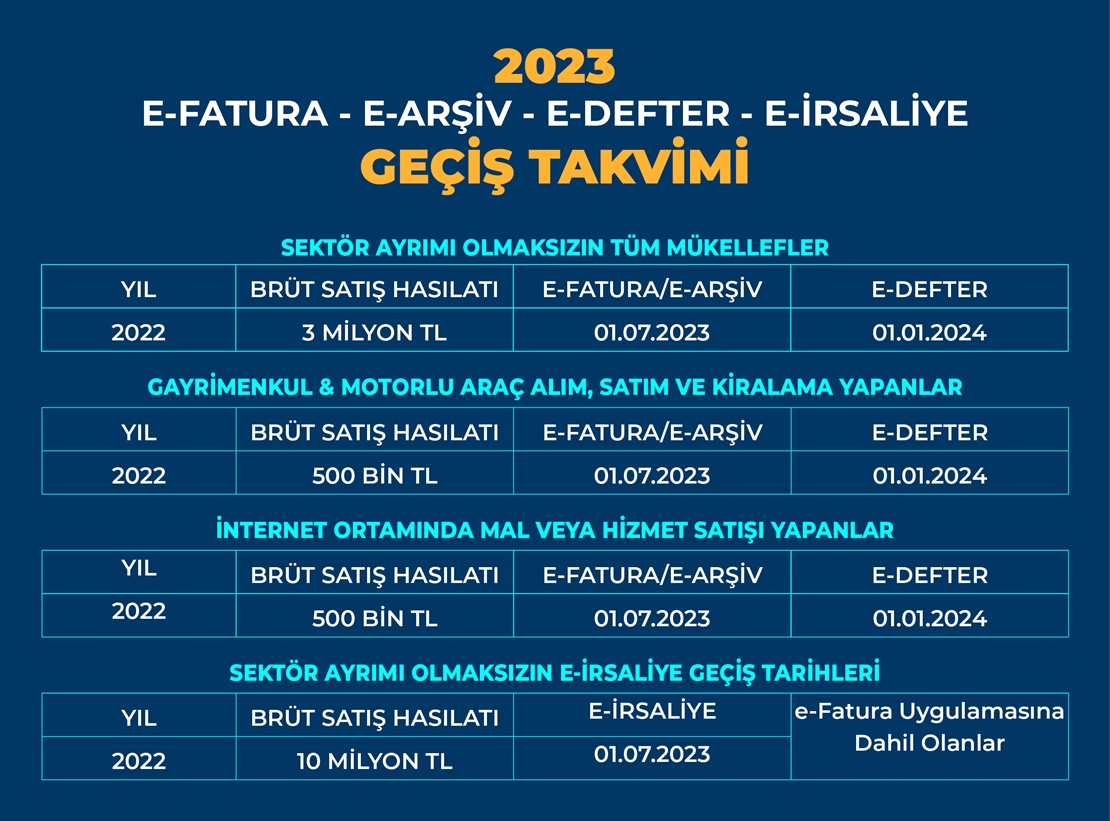 2023
E-FATURA - E-ARŞİV - E-DEFTER - E-İRSALİYE
GEÇİŞ TAKVİMİ
SEKTÖR AYRIMI OLMAKSIZIN TÜM MÜKELLEFLER
YIL BRÜT SATIŞ HASILATI E-FATURA/E-ARŞİV E-DEFTER
2022 3 MİLYON TL 01.07.2023 01.01.2024
GAYRİMENKUL & MOTORLU ARAÇ ALIM, SATIM VE KİRALAMA YAPANLAR
YIL BRÜT SATIŞ HASILATI E-FATURA/E-ARŞİV E-DEFTER
2022 500 BİN TL 01.07.2023 01.01.2024
İNTERNET ORTAMINDA MAL VEYA HİZMET SATIŞI YAPANLAR
YIL BRÜT SATIŞ HASILATI E-FATURA/E-ARŞİV E-DEFTER
2022 500 BİN TL 01.07.2023 01.01.2024
SEKTÖR AYRIMI OLMAKSIZIN E-İRSALİYE GEÇİŞ TARİHLERİ
YIL BRÜT SATIŞ HASILATI E-İRSALİYE e-Fatura Uygulamasına
2022 10 MİLYON TL 01.07.2023 Dahil Olanlar